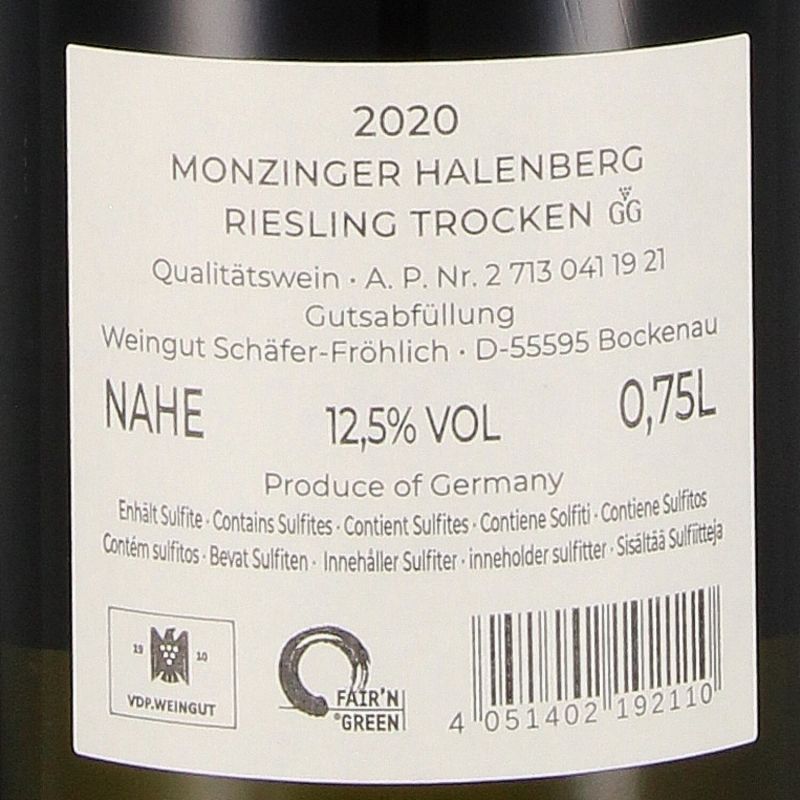 2020
MONZINGER HALENBERG
RIESLING TROCKEN GG
Qualitätswein · A. P. Nr. 2 713 041 19 21
Gutsabfüllung
Weingut Schäfer-Fröhlich · D-55595 Bockenau
NAHE 12,5% VOL 0,75L
Produce of Germany
Enhält Sulfite · Contains Sulfites · Contient Sulfites · Contiene Solfiti · Contiene Sulfitos
Contém sulfitos · Bevat Sulfiten · Innehåller Sulfiter · inneholder sulfitter · Sisältää Sulfiitteja
19 10
VDP.WEINGUT
FAIR'N
GREEN
4 051402 192110